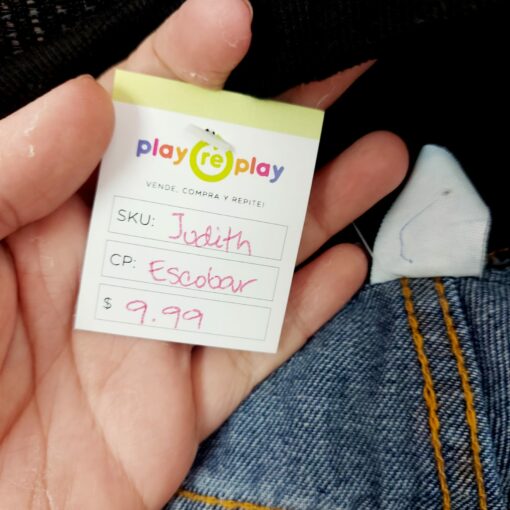 play re play
VENDE, COMPRA Y REPITE!
SKU: Judith
CP: Escobar
$ 9.99